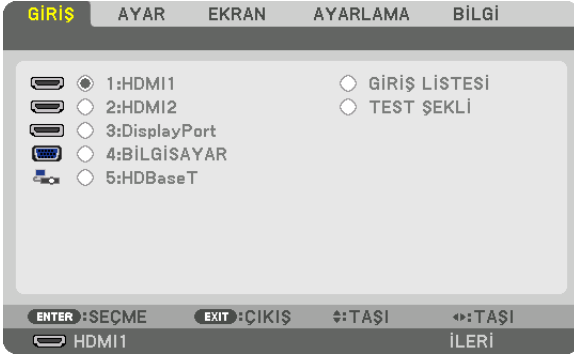 GİRİŞ AYAR EKRAN AYARLAMA BİLGİ
1:HDMI1 GİRİŞ LİSTESİ
2:HDMI2 TEST ŞEKLİ
3:DisplayPort
4:BİLGİSAYAR
5:HDBaseT
ENTER :SEÇME EXIT :ÇIKIŞ :TAŞI :TAŞI
HDMI1 İLERİ